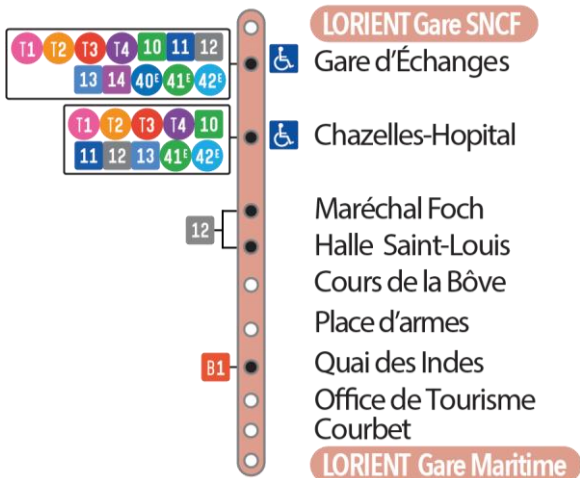 LORIENT Gare SNCF
T1 T2 T3 T4 10 11 12
13 14 40E 41E 42E
Gare d'Échanges
T1 T2 T3 T4 10
11 12 13 41E 42E
Chazelles-Hopital
Maréchal Foch
12
Halle Saint-Louis
Cours de la Bôve
Place d'armes
B1
Quai des Indes
Office de Tourisme
Courbet
LORIENT Gare Maritime